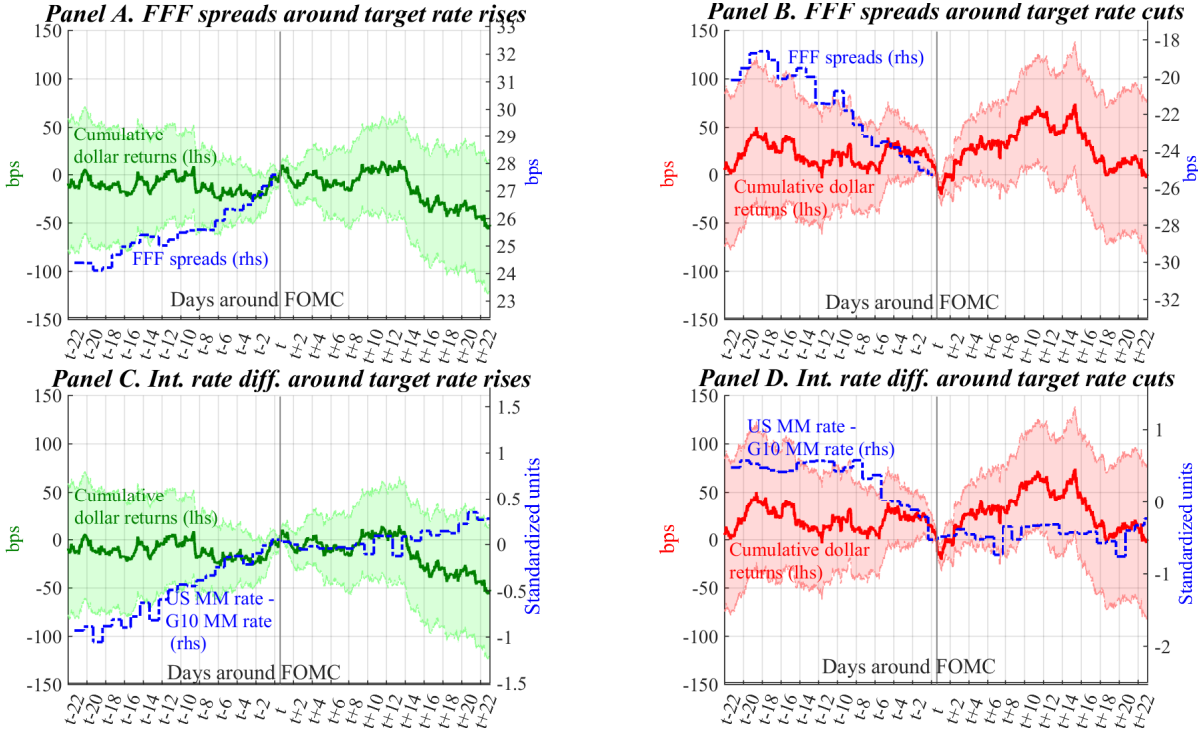 Panel A. FFF spreads around target rate rises
150
100
50
0
-50
-100
-150
bps
33
32
31
30
29
28
27
26
25
24
23
bps
Cumulative
dollar returns (lhs)
FFF spreads (rhs)
Days around FOMC
t-22
t-20
t-18
t-16
t-14
t-12
t-10
t-8
t-6
t-4
t-2
t
t+2
t+4
t+6
t+8
t+10
t+12
t+14
t+16
t+18
t+20
t+22
Panel B. FFF spreads around target rate cuts
150
100
50
0
-50
-100
-150
bps
-18
-20
-22
-24
-26
-28
-30
-32
bps
FFF spreads (rhs)
Cumulative dollar
returns (lhs)
Days around FOMC
t-22
t-20
t-18
t-16
t-14
t-12
t-10
t-8
t-6
t-4
t-2
t
t+2
t+4
t+6
t+8
t+10
t+12
t+14
t+16
t+18
t+20
t+22
Panel C. Int. rate diff. around target rate rises
150
100
50
0
-50
-100
-150
bps
1.5
1
0.5
0
-0.5
-1
-1.5
Standardized units
Cumulative
dollar returns (lhs)
US MM rate -
G10 MM rate
(rhs)
Days around FOMC
t-22
t-20
t-18
t-16
t-14
t-12
t-10
t-8
t-6
t-4
t-2
t
t+2
t+4
t+6
t+8
t+10
t+12
t+14
t+16
t+18
t+20
t+22
Panel D. Int. rate diff. around target rate cuts
150
100
50
0
-50
-100
-150
bps
1
0
-1
-2
Standardized units
US MM rate -
G10 MM rate (rhs)
Cumulative dollar
returns (lhs)
Days around FOMC
t-22
t-20
t-18
t-16
t-14
t-12
t-10
t-8
t-6
t-4
t-2
t
t+2
t+4
t+6
t+8
t+10
t+12
t+14
t+16
t+18
t+20
t+22